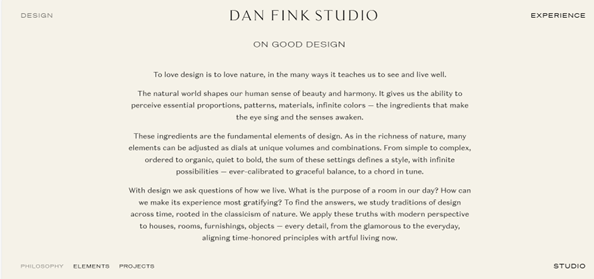 DESIGN
DAN FINK STUDIO
EXPERIENCE
ON GOOD DESIGN
To love design is to love nature, in the many ways it teaches us to see and live well.
The natural world shapes our human sense of beauty and harmony. It gives us the ability to
perceive essential proportions, patterns, materials, infinite colors — the ingredients that make
the eye sing and the senses awaken.
These ingredients are the fundamental elements of design. As in the richness of nature, many
elements can be adjusted as dials at unique volumes and combinations. From simple to complex,
ordered to organic, quiet to bold, the sum of these settings defines a style, with infinite
possibilities — ever-calibrated to graceful balance, to a chord in tune.
With design we ask questions of how we live. What is the purpose of a room in our day? How can
we make its experience most gratifying? To find the answers, we study traditions of design
across time, rooted in the classicism of nature. We apply these truths with modern perspective
to houses, rooms, furnishings, objects — every detail, from the glamorous to the everyday,
aligning time-honored principles with artful living now.
PHILOSOPHY ELEMENTS PROJECTS
STUDIO